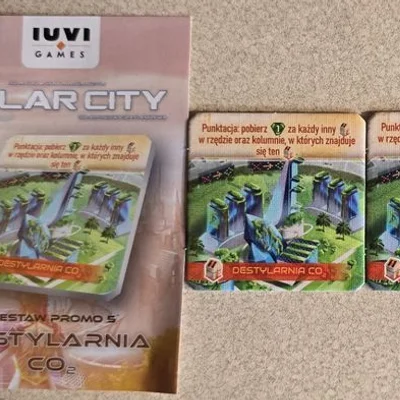 IUVI
GAMES
LAR CITY
Punktacja: pobierz 1 za każdy inny
w rzędzie oraz kolumnie, w których znajduje
się ten
DESTYLARNIA CO₂
ESTAW PROMO 5
STYLARNIA
CO₂
Punktacja:
w rzędzie
DESTYLARNIA CO₂